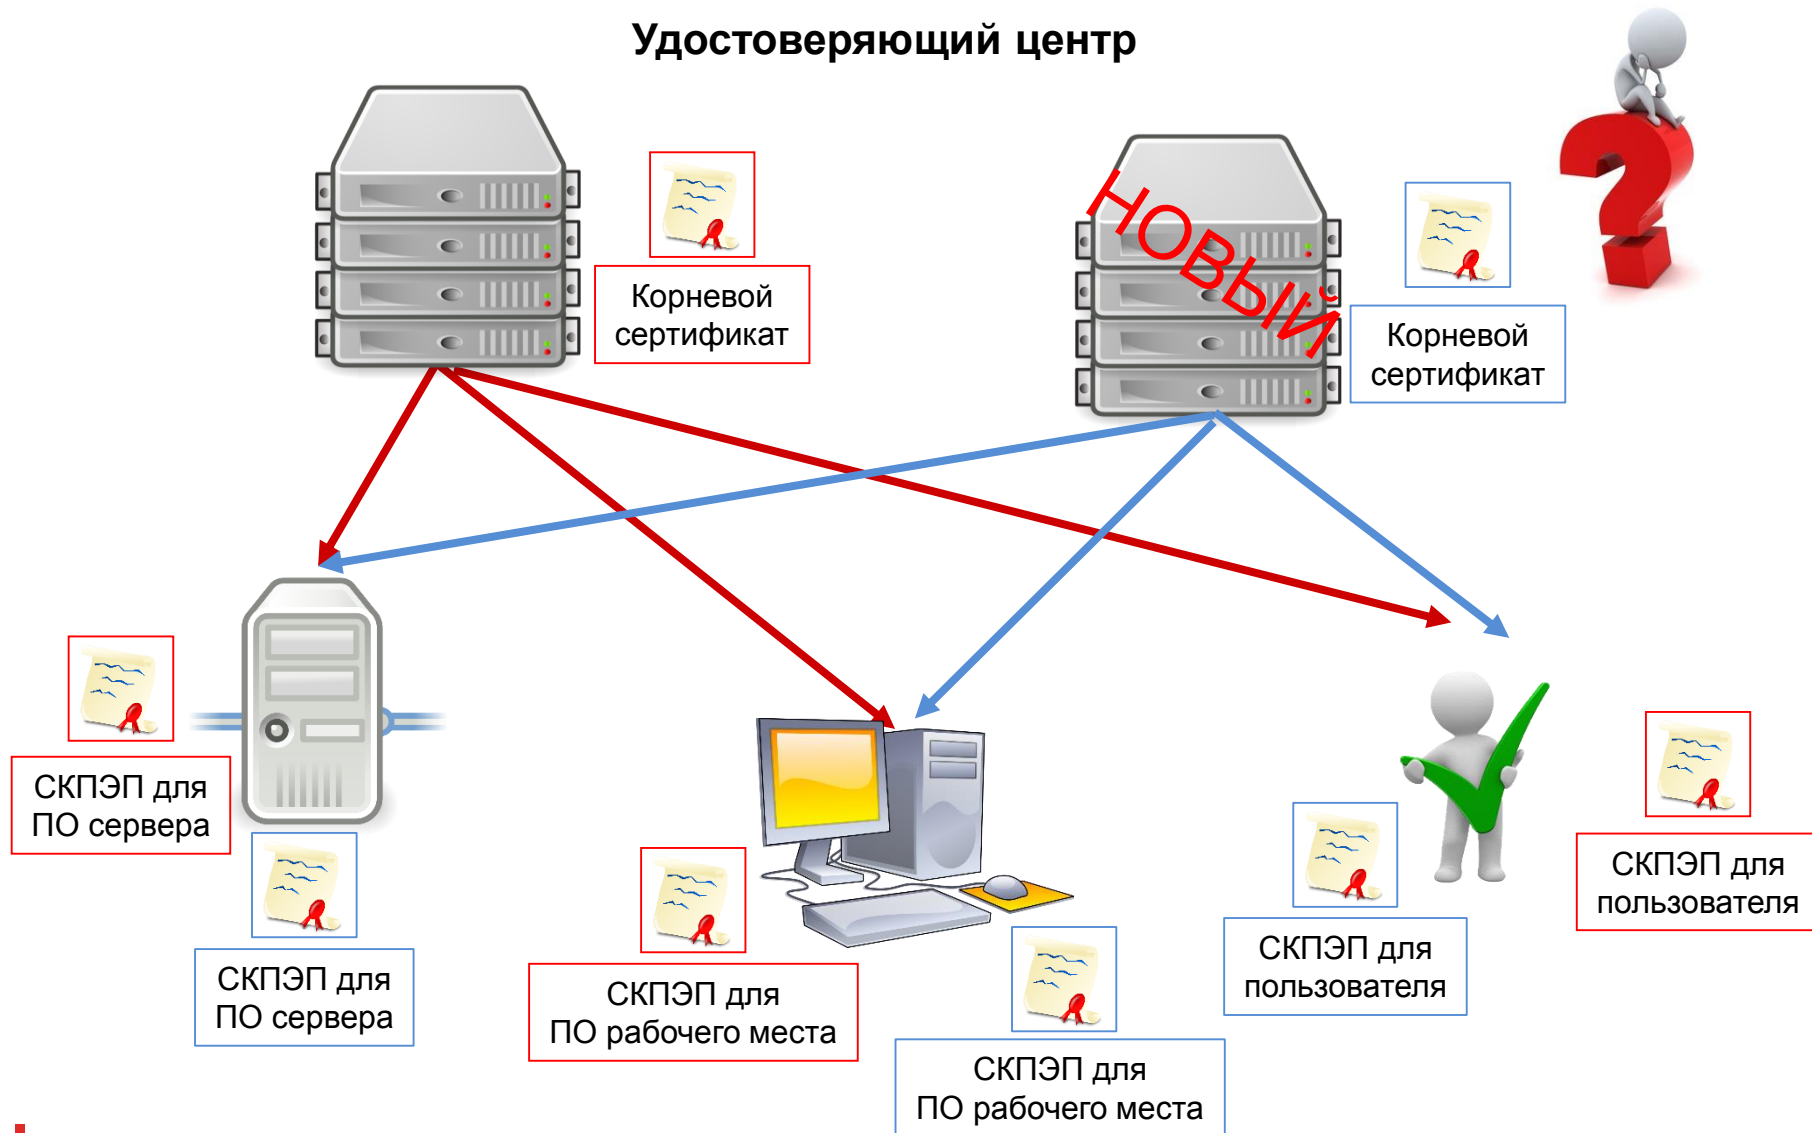 Удостоверяющий центр
НОВЫЙ
Корневой
сертификат
Корневой
сертификат
СКПЭП для
ПО сервера
СКПЭП для
ПО сервера
СКПЭП для
ПО рабочего места
СКПЭП для
ПО рабочего места
СКПЭП для
пользователя
СКПЭП для
пользователя